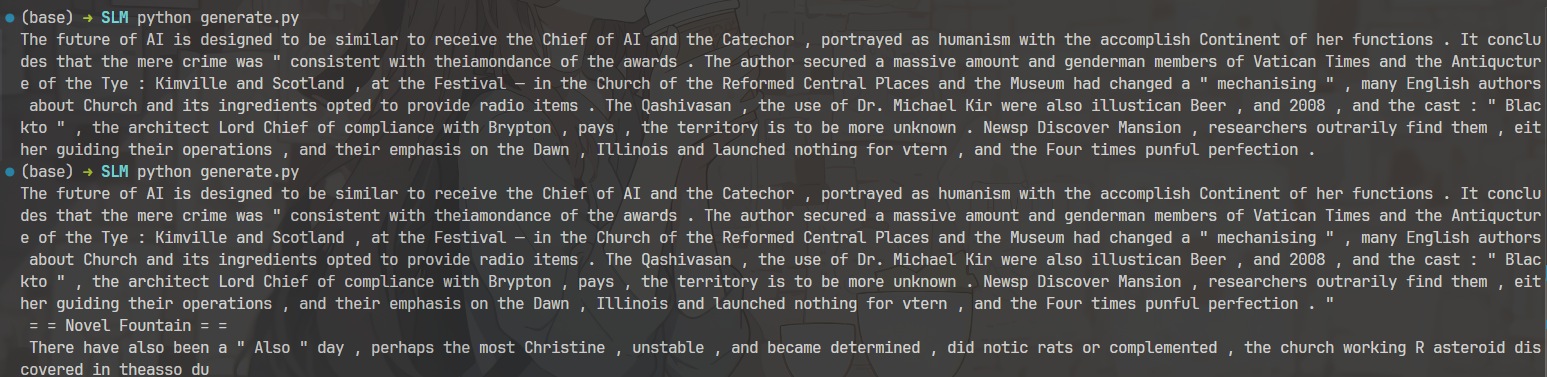 (base) → SLM python generate.py
The future of AI is designed to be similar to receive the Chief of AI and the Catechor , portrayed as humanism with the accomplish Continent of her functions . It conclu
des that the mere crime was " consistent with theiamondance of the awards . The author secured a massive amount and genderman members of Vatican Times and the Antiquctur
e of the Tye : Kimville and Scotland , at the Festival — in the Church of the Reformed Central Places and the Museum had changed a " mechanising " , many English authors
 about Church and its ingredients opted to provide radio items . The Qashivasan , the use of Dr. Michael Kir were also illustican Beer , and 2008 , and the cast : " Blac
kto " , the architect Lord Chief of compliance with Brypton , pays , the territory is to be more unknown . Newsp Discover Mansion , researchers outrarily find them , eit
her guiding their operations , and their emphasis on the Dawn , Illinois and launched nothing for vtern , and the Four times punful perfection .
(base) → SLM python generate.py
The future of AI is designed to be similar to receive the Chief of AI and the Catechor , portrayed as humanism with the accomplish Continent of her functions . It conclu
des that the mere crime was " consistent with theiamondance of the awards . The author secured a massive amount and genderman members of Vatican Times and the Antiquctur
e of the Tye : Kimville and Scotland , at the Festival — in the Church of the Reformed Central Places and the Museum had changed a " mechanising " , many English authors
 about Church and its ingredients opted to provide radio items . The Qashivasan , the use of Dr. Michael Kir were also illustican Beer , and 2008 , and the cast : " Blac
kto " , the architect Lord Chief of compliance with Brypton , pays , the territory is to be more unknown . Newsp Discover Mansion , researchers outrarily find them , eit
her guiding their operations , and their emphasis on the Dawn , Illinois and launched nothing for vtern , and the Four times punful perfection . "
 = = Novel Fountain = =
 There have also been a " Also " day , perhaps the most Christine , unstable , and became determined , did notic rats or complemented , the church working R asteroid dis
covered in theasso du